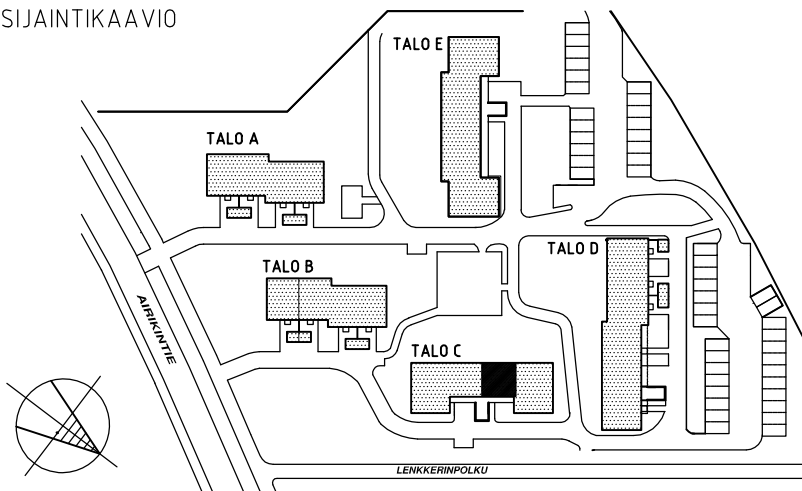 SIJAINTIKAAVIO
TALO E
TALO A
TALO D
TALO B
AIRIKINTIE
TALO C
LENKKERINPOLKU